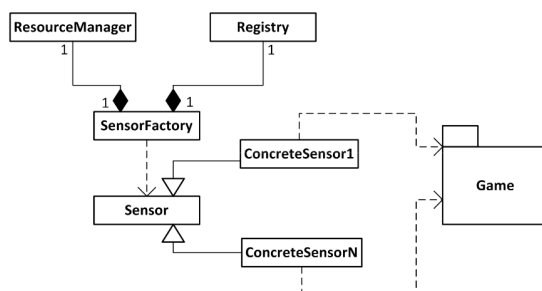 ResourceManager
Registry
1
1
1
1
SensorFactory
ConcreteSensor1
Game
Sensor
ConcreteSensorN